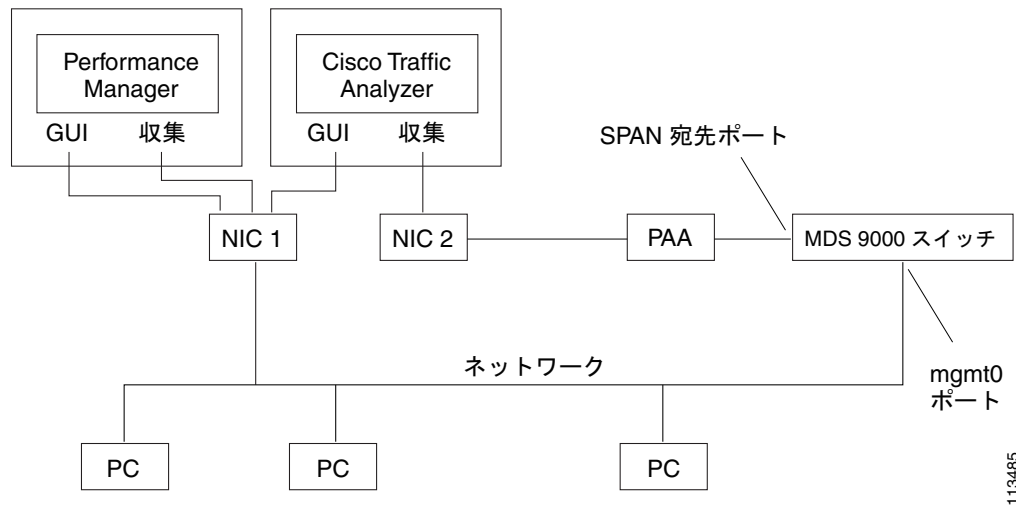 Performance
Manager
Cisco Traffic
Analyzer
GUI 収集
GUI 収集
SPAN 宛先ポート
NIC 1
NIC 2
PAA
MDS 9000 スイッチ
ネットワーク
mgmt0
ポート
PC
PC
PC
113485